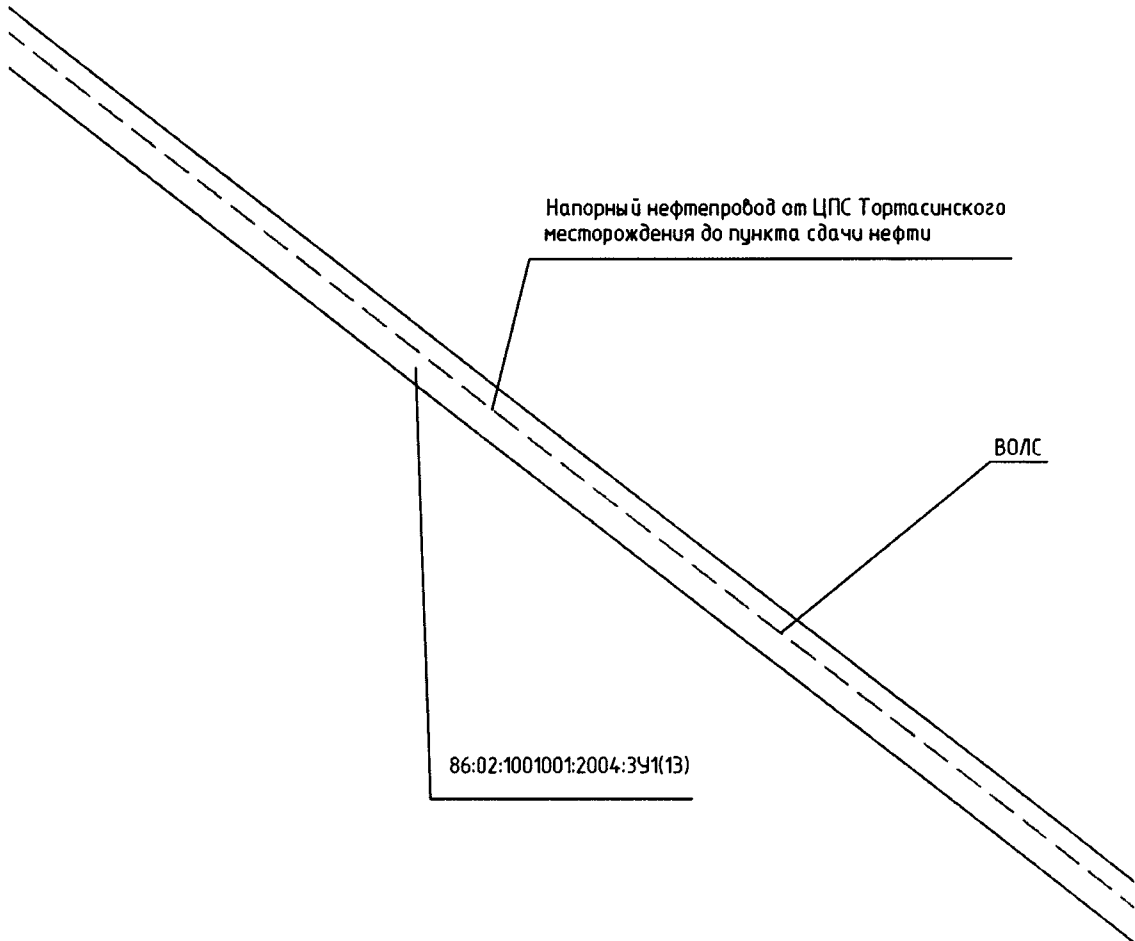 Напорный нефтепровод от ЦПС Тортасинского
месторождения до пункта сдачи нефти
ВОЛС
86:02:1001001:2004:ЗУ1(13)